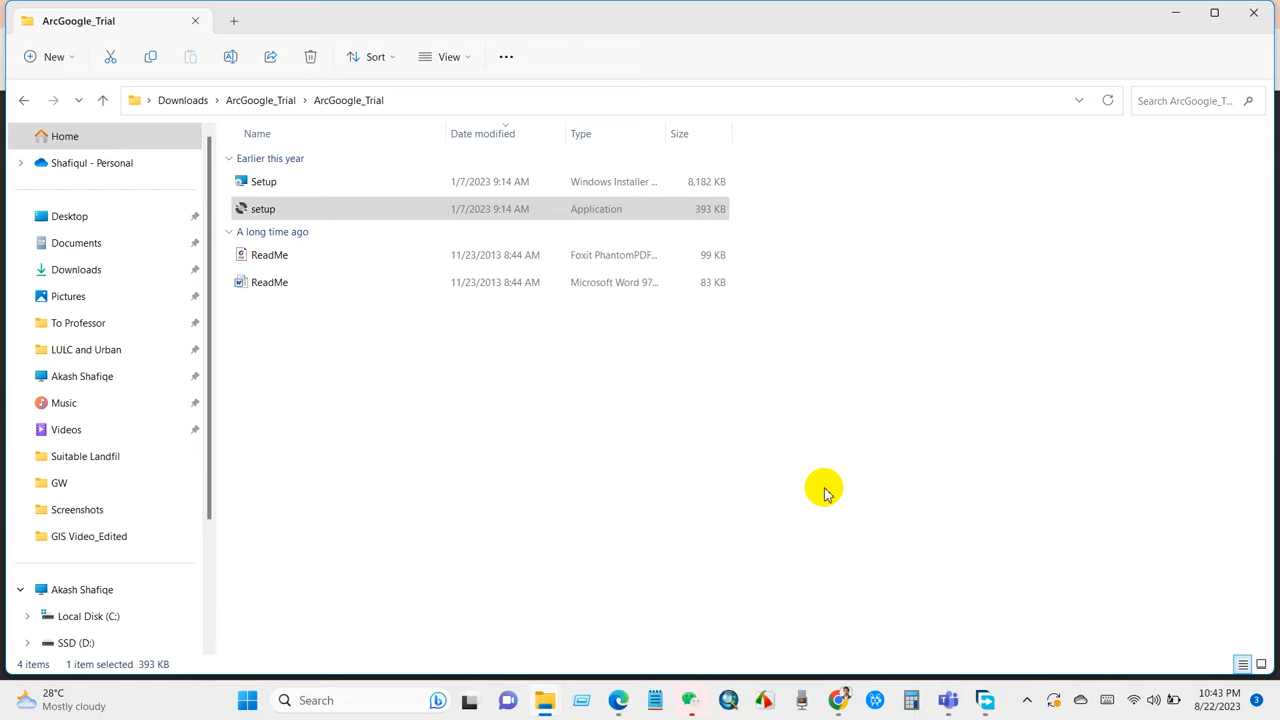 ArcGoogle_Trial
New
Sort
View
Downloads ArcGoogle_Trial ArcGoogle_Trial
Search ArcGoogle_T...
Name Date modified Type Size
Home
Shafiqul - Personal
Desktop
Documents
Downloads
Pictures
To Professor
LULC and Urban
Akash Shafiqe
Music
Videos
Suitable Landfil
GW
Screenshots
GIS Video_Edited
Akash Shafiqe
Local Disk (C:)
SSD (D:)
Earlier this year
Setup 1/7/2023 9:14 AM Windows Installer ... 8,182 KB
setup 1/7/2023 9:14 AM Application 393 KB
A long time ago
ReadMe 11/23/2013 8:44 AM Foxit PhantomPDF... 99 KB
ReadMe 11/23/2013 8:44 AM Microsoft Word 97... 83 KB
4 items 1 item selected 393 KB
28°C
Mostly cloudy
Search
10:43 PM
8/22/2023
3